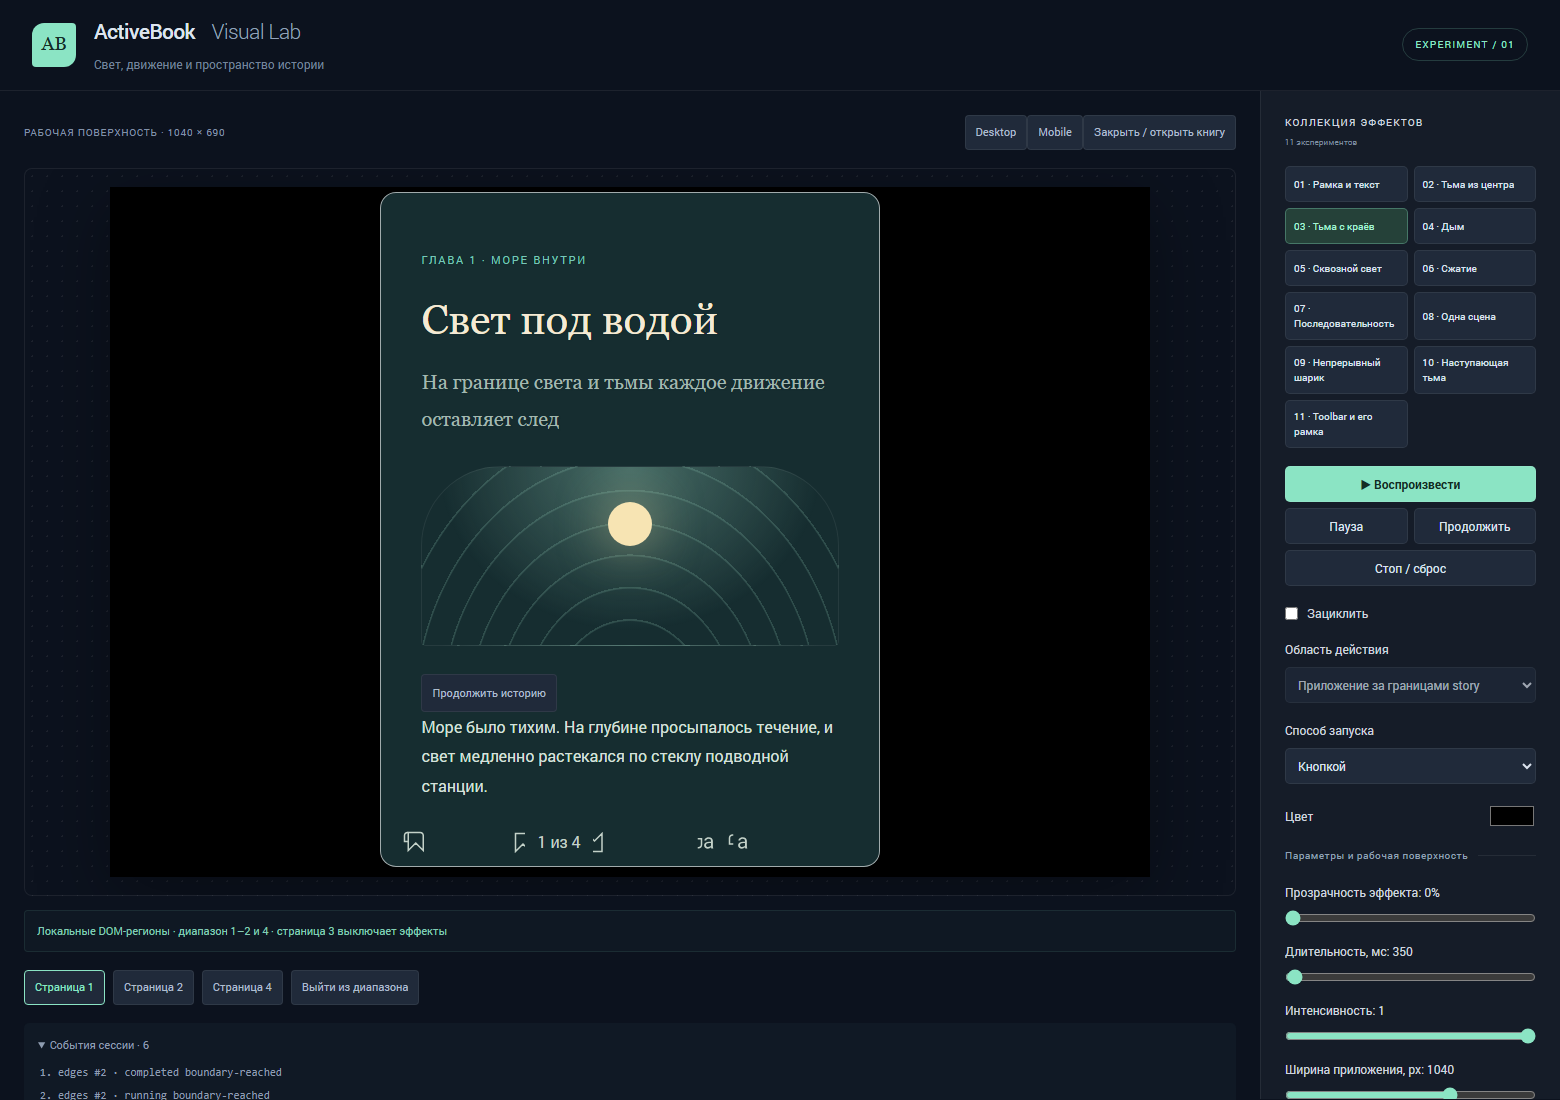 AB
ActiveBook Visual Lab
Свет, движение и пространство истории
EXPERIMENT / 01
РАБОЧАЯ ПОВЕРХНОСТЬ · 1040 × 690
Desktop
Mobile
Закрыть / открыть книгу
ГЛАВА 1 · МОРЕ ВНУТРИ
Свет под водой
На границе света и тьмы каждое движение
оставляет след
Продолжить историю
Море было тихим. На глубине просыпалось течение, и
свет медленно растекался по стеклу подводной
станции.
1 из 4
Локальные DOM-регионы · диапазон 1–2 и 4 · страница 3 выключает эффекты
Страница 1
Страница 2
Страница 4
Выйти из диапазона
▼ События сессии · 6
1. edges #2 · completed boundary-reached
2. edges #2 · running boundary-reached
КОЛЛЕКЦИЯ ЭФФЕКТОВ
11 экспериментов
01 · Рамка и текст
02 · Тьма из центра
03 · Тьма с краёв
04 · Дым
05 · Сквозной свет
06 · Сжатие
07 ·
Последовательность
08 · Одна сцена
09 · Непрерывный
шарик
10 · Наступающая
тьма
11 · Toolbar и его
рамка
▶ Воспроизвести
Пауза
Продолжить
Стоп / сброс
Зациклить
Область действия
Приложение за границами story
Способ запуска
Кнопкой
Цвет
Параметры и рабочая поверхность
Прозрачность эффекта: 0%
Длительность, мс: 350
Интенсивность: 1
Ширина приложения, px: 1040